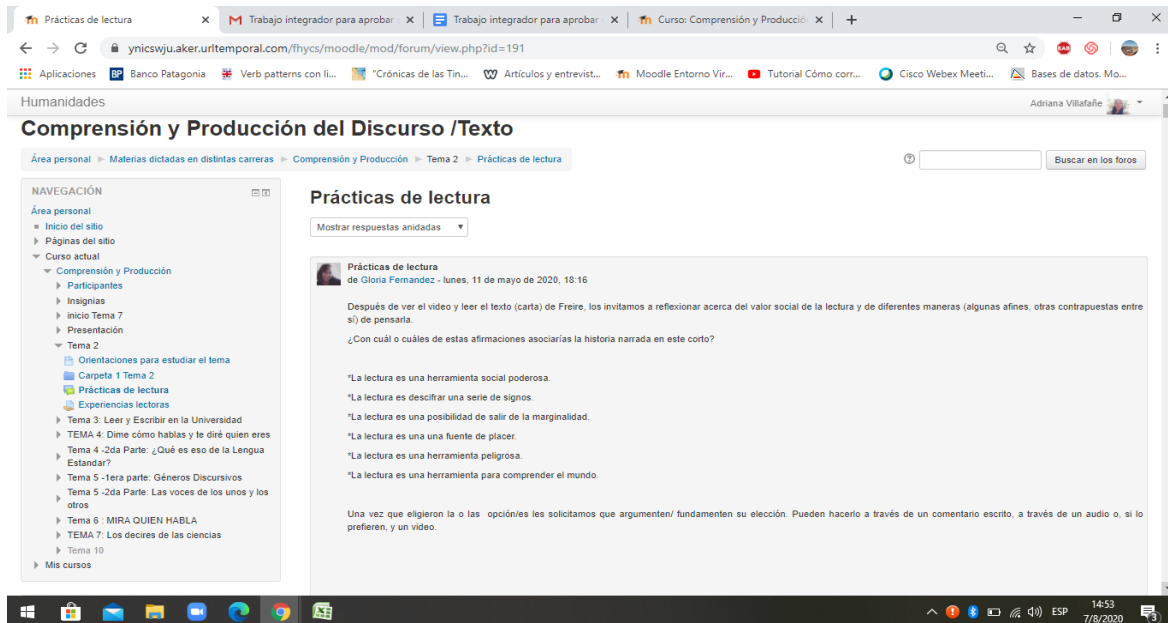 Prácticas de lectura
Trabajo integrador para aprobar
Trabajo integrador para aprobar
Curso: Comprensión y Producció
ynicswju.aker.urltemporal.com/fhycs/moodle/mod/forum/view.php?id=191
Aplicaciones
BP Banco Patagonia
Verb patterns con li...
"Crónicas de las Tin...
Artículos y entrevist...
Moodle Entorno Vir...
Tutorial Cómo corr...
Cisco Webex Meeti...
Bases de datos. Mo...
Humanidades
Adriana Villafañe
Comprensión y Producción del Discurso /Texto
Área personal Materias dictadas en distintas carreras Comprensión y Producción Tema 2 Prácticas de lectura
Buscar en los foros
NAVEGACIÓN
Área personal
Inicio del sitio
Páginas del sitio
Curso actual
Comprensión y Producción
Participantes
Insignias
inicio Tema 7
Presentación
Tema 2
Orientaciones para estudiar el tema
Carpeta 1 Tema 2
Prácticas de lectura
Experiencias lectoras
Tema 3: Leer y Escribir en la Universidad
TEMA 4: Dime cómo hablas y te diré quien eres
Tema 4 -2da Parte: ¿Qué es eso de la Lengua
Estandar?
Tema 5 -1era parte: Géneros Discursivos
Tema 5 -2da Parte: Las voces de los unos y los
otros
Tema 6 : MIRA QUIEN HABLA
TEMA 7: Los decires de las ciencias
Tema 10
Mis cursos
Prácticas de lectura
Mostrar respuestas anidadas
Prácticas de lectura
de Gloria Fernandez - lunes, 11 de mayo de 2020, 18:16
Después de ver el video y leer el texto (carta) de Freire, los invitamos a reflexionar acerca del valor social de la lectura y de diferentes maneras (algunas afines, otras contrapuestas entre
sí) de pensarla.
¿Con cuál o cuáles de estas afirmaciones asociarías la historia narrada en este corto?
*La lectura es una herramienta social poderosa.
*La lectura es descifrar una serie de signos.
*La lectura es una posibilidad de salir de la marginalidad.
*La lectura es una una fuente de placer.
*La lectura es una herramienta peligrosa.
*La lectura es una herramienta para comprender el mundo.
Una vez que eligieron la o las opción/es les solicitamos que argumenten/ fundamenten su elección. Pueden hacerlo a través de un comentario escrito, a través de un audio o, si lo
prefieren, y un video.
ESP
14:53
7/8/2020